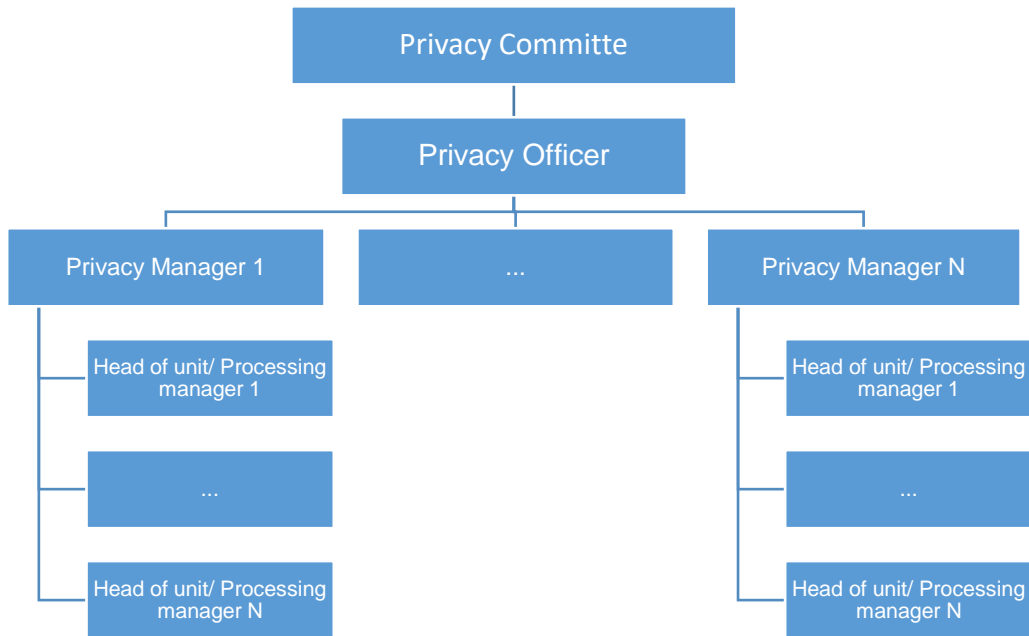 Privacy Committe
Privacy Officer
Privacy Manager 1
...
Privacy Manager N
Head of unit/ Processing
manager 1
...
Head of unit/ Processing
manager N
Head of unit/ Processing
manager 1
...
Head of unit/ Processing
manager N